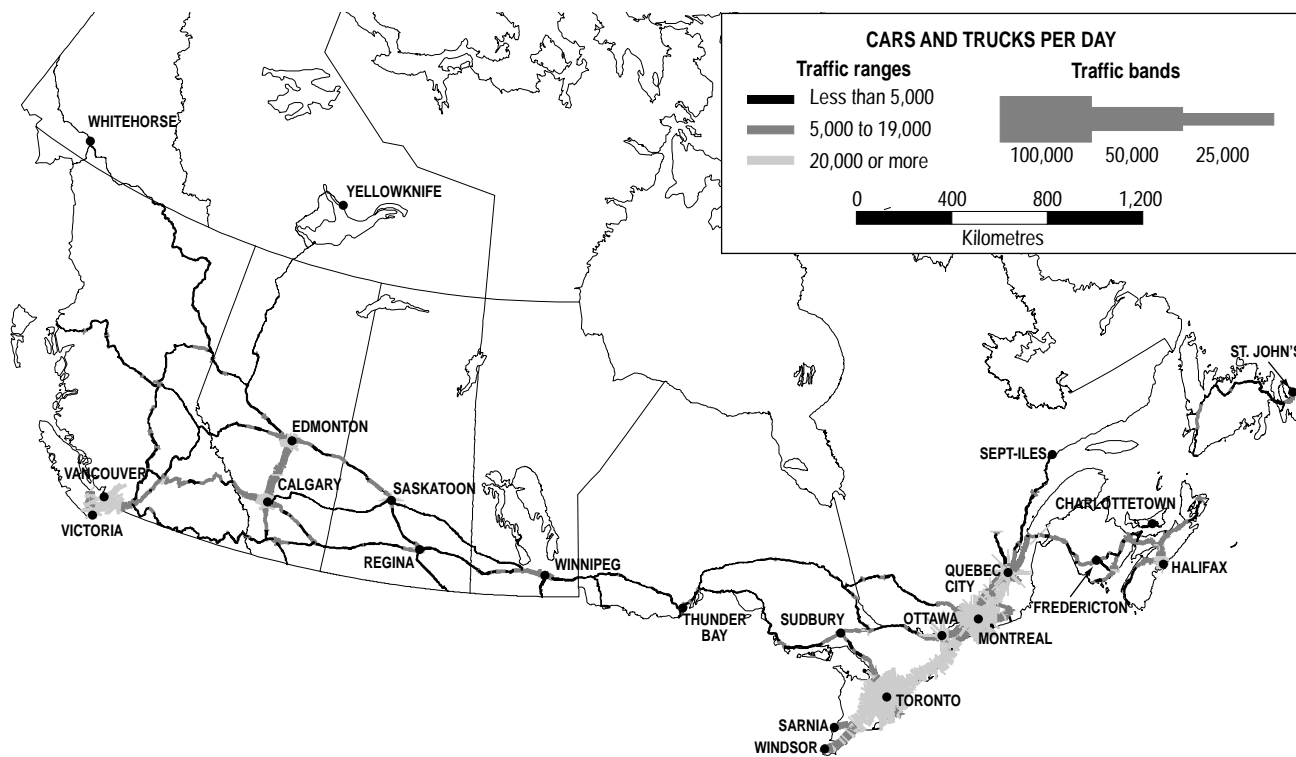 CARS AND TRUCKS PER DAY
Traffic ranges
Less than 5,000
5,000 to 19,000
20,000 or more
Traffic bands
100,000
50,000
25,000
0 400 800 1,200
Kilometres
WHITEHORSE
YELLOWKNIFE
EDMONTON
VANCOUVER
CALGARY
SASKATOON
VICTORIA
REGINA
WINNIPEG
THUNDER
BAY
SUDBURY
OTTAWA
MONTREAL
TORONTO
SARNIA
WINDSOR
QUEBEC
CITY
SEPT-ILES
CHARLOTTETOWN
FREDERICTON
HALIFAX
ST. JOHN'S